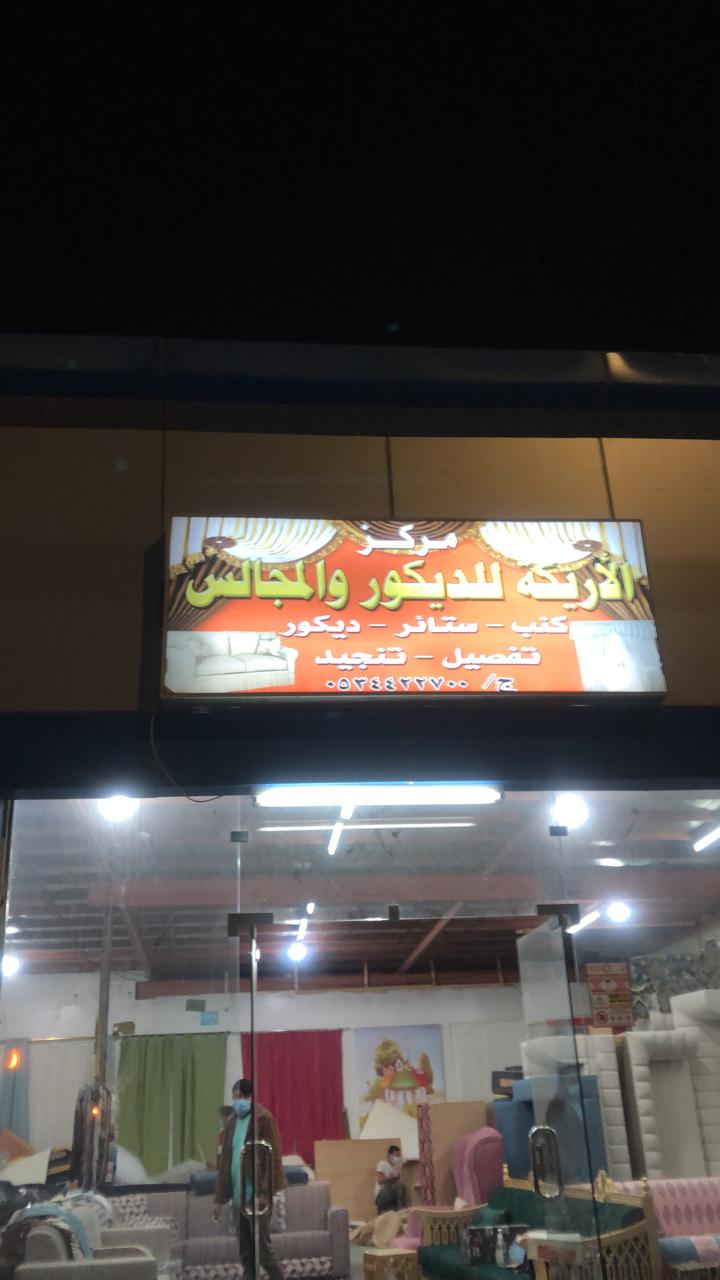 مركز
الأريكة للديكور والمجالس
كنب - ستائر - ديكور
تفصيل - تنجيد
ج/ ٠٥٣٤٤٢٢٧٠٠